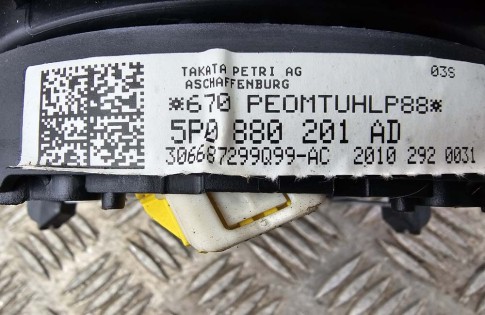 TAKATA PETRI AG 03S
ASCHAFFENBURG
*670 PEOMTUHLP88*
5P0 880 201 AD
306687299Q99-AC 2010 292 0031